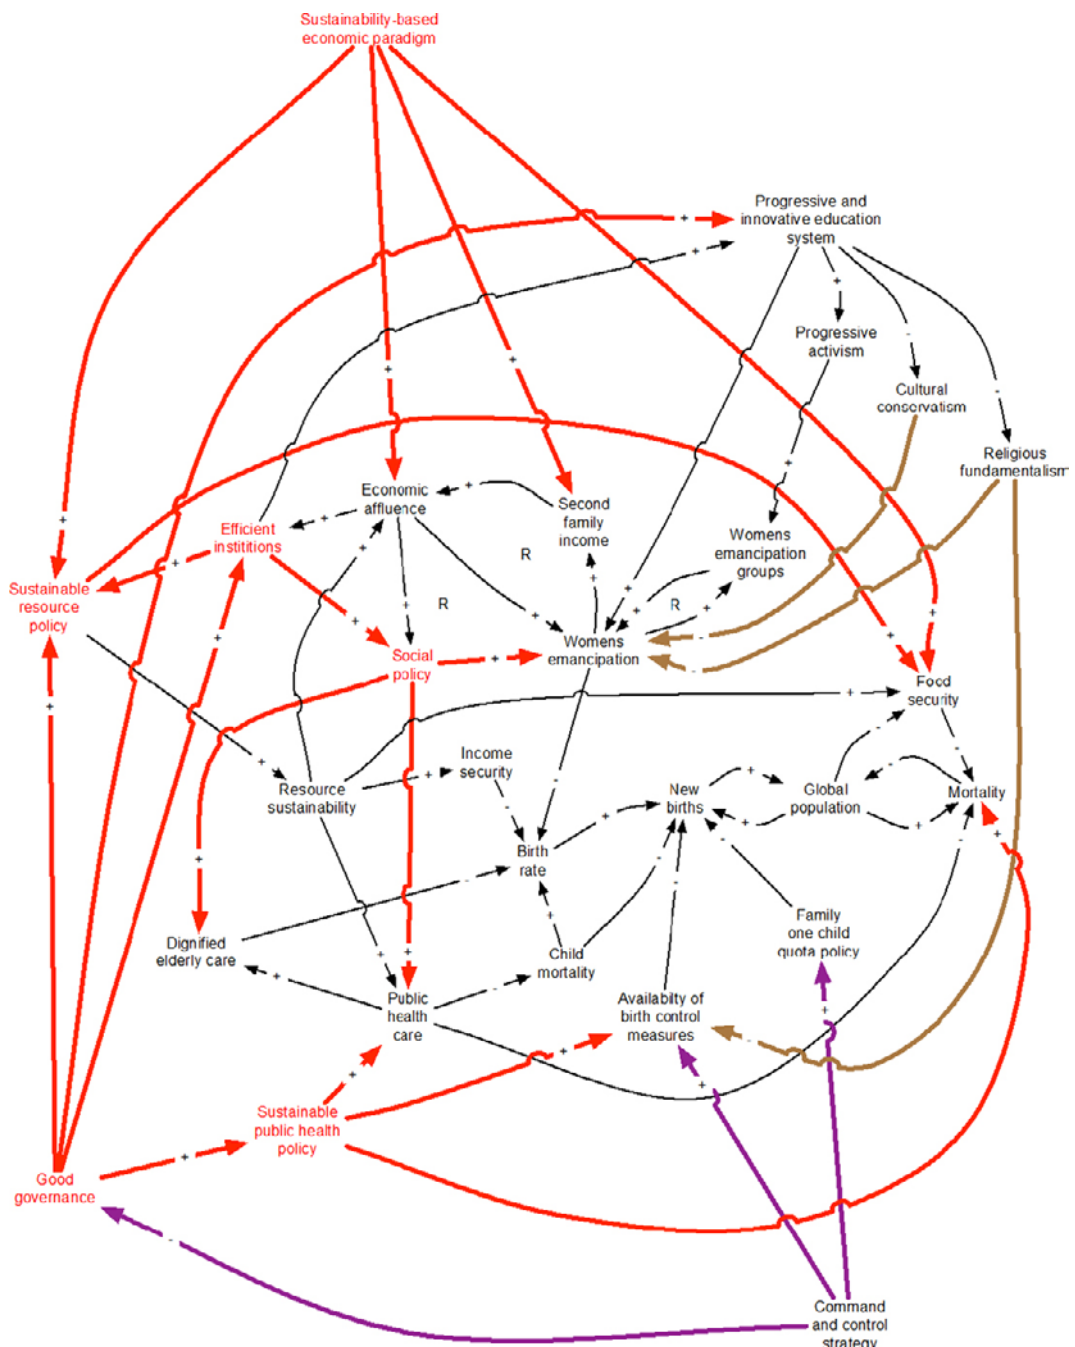 Sustainability-based
economic paradigm
Progressive and
innovative education
system
+
+
+
-
Progressive
activism
-
+
+
Cultural
conservatism
Religious
fundamentalism
Economic
affluence
+
Second
family
income
+
+
Efficient
instititions
+
R
Womens
emancipation
groups
+
Sustainable
resource
policy
+
+
+
R
R
-
+
+
Social
policy
+
Womens
emancipation
-
-
+
+
Food
security
+
+
Income
security
+
-
-
Resource
sustainability
+
New
births
+
Global
population
-
Mortality
-
+
+
+
+
-
Birth
rate
-
-
+
-
-
-
-
Family
one child
quota policy
Dignified
elderly care
+
+
+
+
Child
mortality
-
Public
health
care
Availabilty of
birth control
measures
+
-
+
+
+
Sustainable
public health
policy
+
Good
governance
-
Command
and control
strategy